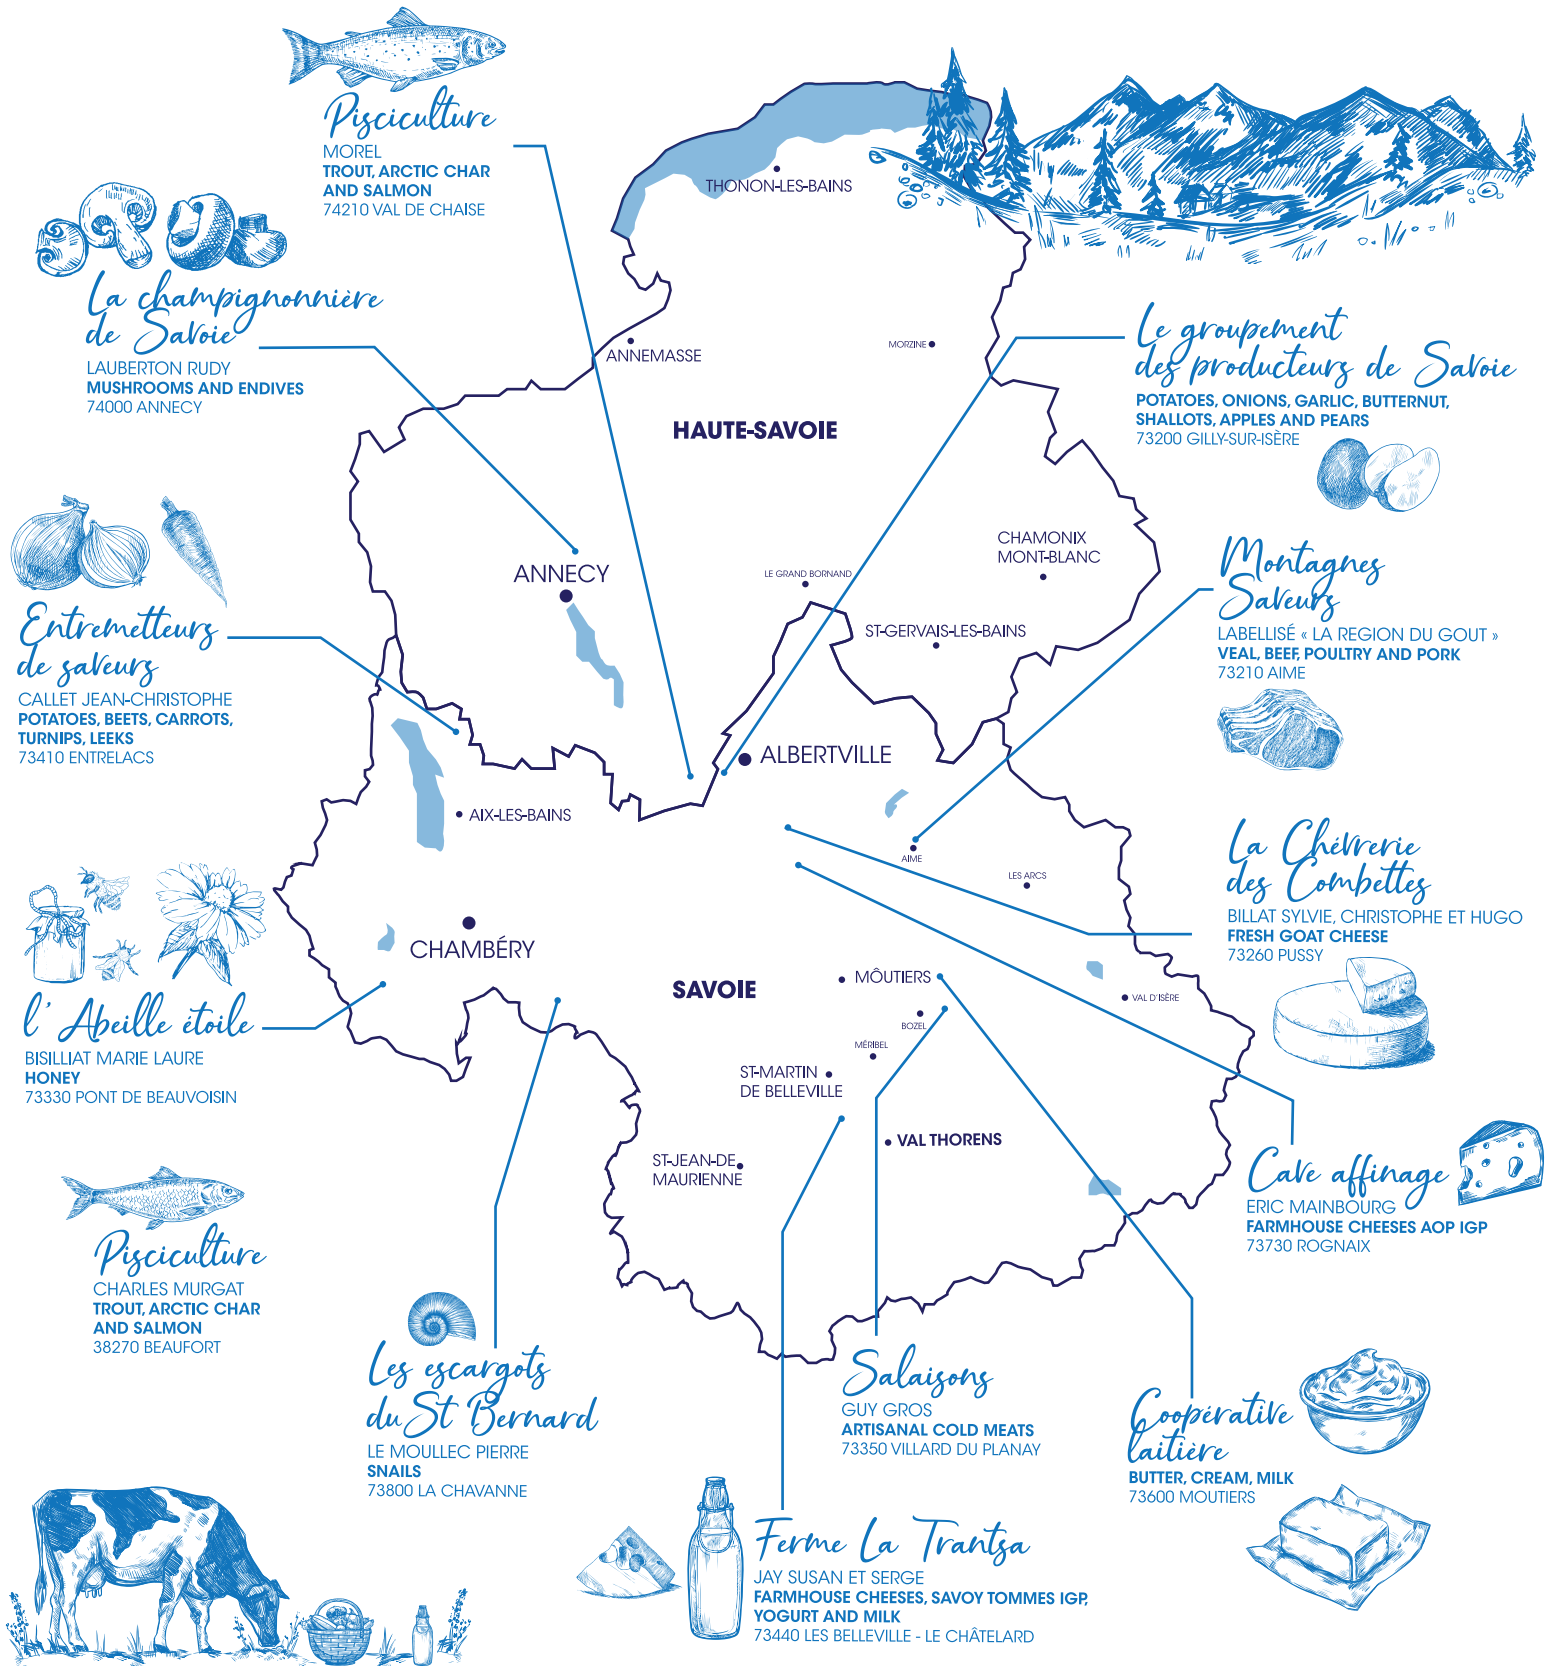 Pisciculture
MOREL
TROUT, ARCTIC CHAR
AND SALMON
74210 VAL DE CHAISE
THONON-LES-BAINS
La champignonnière
de Savoie
LAUBERTON RUDY
MUSHROOMS AND ENDIVES
74000 ANNECY
ANNEMASSE
MORZINE
Le groupement
des producteurs de Savoie
POTATOES, ONIONS, GARLIC, BUTTERNUT,
SHALLOTS, APPLES AND PEARS
73200 GILLY-SUR-ISÈRE
HAUTE-SAVOIE
CHAMONIX
MONT-BLANC
ANNECY
LE GRAND BORNAND
ST-GERVAIS-LES-BAINS
Montagnes
Saveurs
LABELLISÉ « LA REGION DU GOUT »
VEAL, BEEF, POULTRY AND PORK
73210 AIME
Entremetteurs
de saveurs
CALLET JEAN-CHRISTOPHE
POTATOES, BEETS, CARROTS,
TURNIPS, LEEKS
73410 ENTRELACS
ALBERTVILLE
AIX-LES-BAINS
AIME
LES ARCS
La Chévrerie
des Combettes
BILLAT SYLVIE, CHRISTOPHE ET HUGO
FRESH GOAT CHEESE
73260 PUSSY
CHAMBÉRY
SAVOIE
MÔUTIERS
VAL D'ISÈRE
BOZEL
MÉRIBEL
ST-MARTIN
DE BELLEVILLE
VAL THORENS
ST-JEAN-DE
MAURIENNE
l' Abeille étoile
BISILLIAT MARIE LAURE
HONEY
73330 PONT DE BEAUVOISIN
Cave affinage
ERIC MAINBOURG
FARMHOUSE CHEESES AOP IGP
73730 ROGNAIX
Pisciculture
CHARLES MURGAT
TROUT, ARCTIC CHAR
AND SALMON
38270 BEAUFORT
Les escargots
du St Bernard
LE MOULLEC PIERRE
SNAILS
73800 LA CHAVANNE
Salaisons
GUY GROS
ARTISANAL COLD MEATS
73350 VILLARD DU PLANAY
Coopérative
laitière
BUTTER, CREAM, MILK
73600 MOUTIERS
Ferme La Trantsa
JAY SUSAN ET SERGE
FARMHOUSE CHEESES, SAVOY TOMMES IGP,
YOGURT AND MILK
73440 LES BELLEVILLE - LE CHÂTELARD